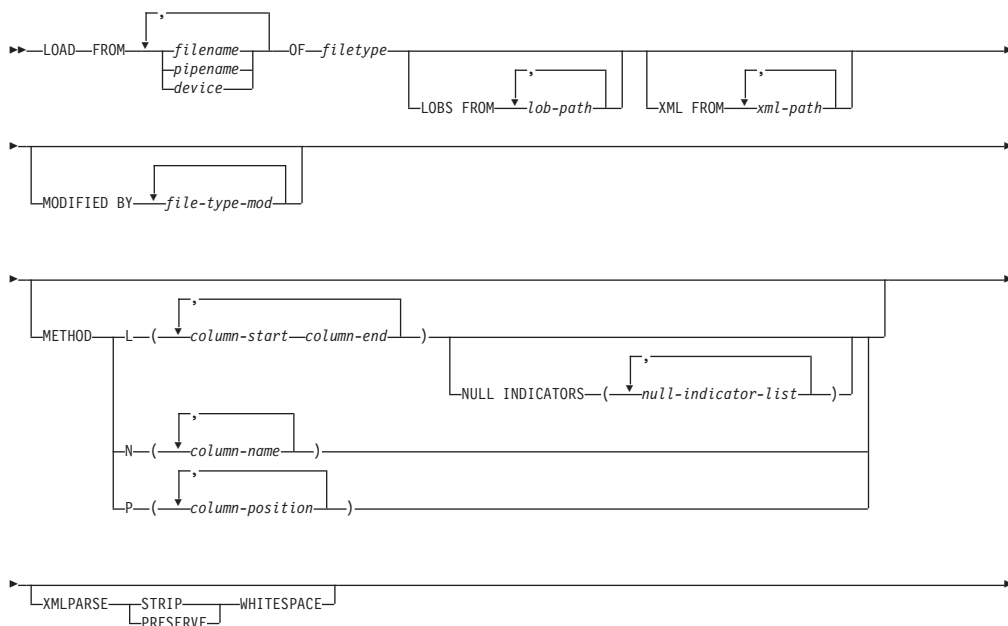 ,
LOAD FROM filename OF filetype
pipename
device
,
LOBS FROM lob-path
,
XML FROM xml-path
MODIFIED BY file-type-mod
,
METHOD L ( column-start column-end )
,
NULL INDICATORS ( null-indicator-list )
,
N ( column-name )
,
P ( column-position )
XMLPARSE STRIP WHITESPACE
PRESERVE